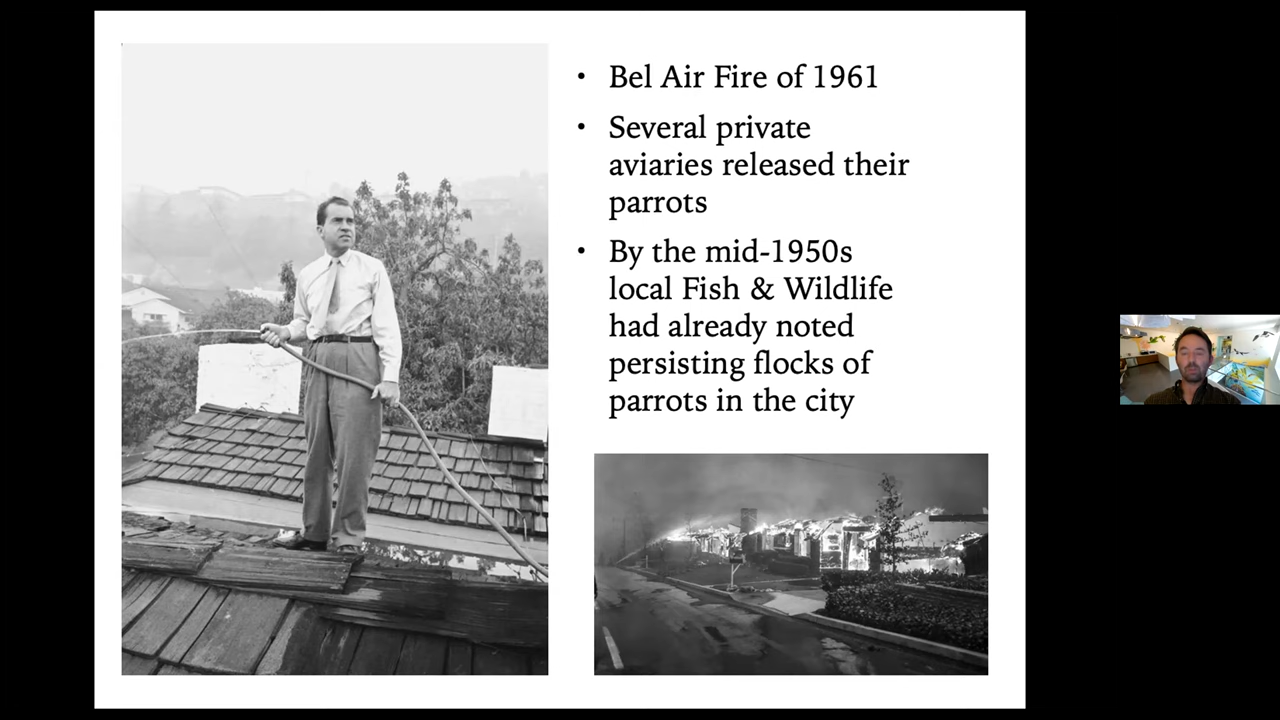 • Bel Air Fire of 1961
• Several private
aviaries released their
parrots
• By the mid-1950s
local Fish & Wildlife
had already noted
persisting flocks of
parrots in the city